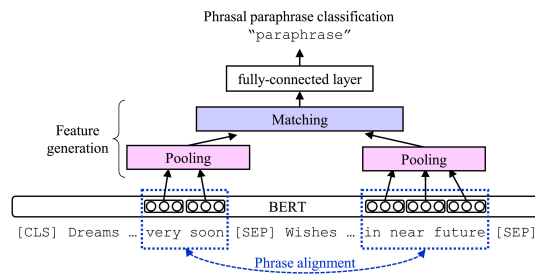 Phrasal paraphrase classification
"paraphrase"
fully-connected layer
Matching
Feature
generation
Pooling
Pooling
BERT
[CLS] Dreams … very soon [SEP] Wishes … in near future [SEP]
Phrase alignment